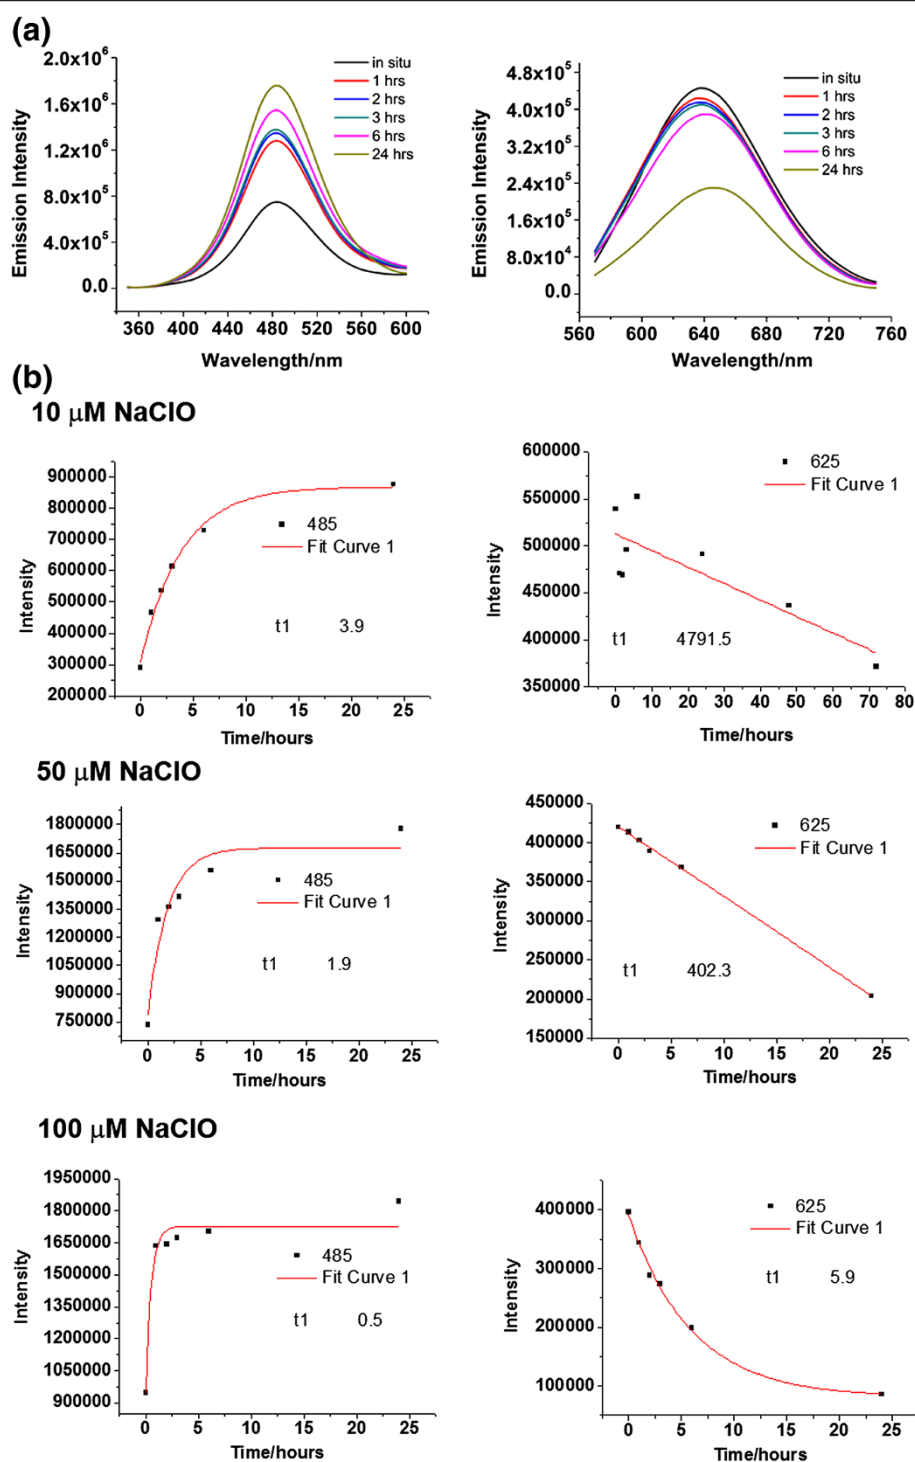 (a)
2.0x10⁶
1.6x10⁶
1.2x10⁶
8.0x10⁵
4.0x10⁵
0.0
Emission Intensity
in situ
1 hrs
2 hrs
3 hrs
6 hrs
24 hrs
360 400 440 480 520 560 600
Wavelength/nm
4.8x10⁵
4.0x10⁵
3.2x10⁵
2.4x10⁵
1.6x10⁵
8.0x10⁴
0.0
Emission Intensity
in situ
1 hrs
2 hrs
3 hrs
6 hrs
24 hrs
560 600 640 680 720 760
Wavelength/nm
(b)
10 μM NaClO
900000
800000
700000
600000
500000
400000
300000
200000
Intensity
485
Fit Curve 1
t1 3.9
0 5 10 15 20 25
Time/hours
600000
550000
500000
450000
400000
350000
Intensity
625
Fit Curve 1
t1 4791.5
0 10 20 30 40 50 60 70 80
Time/hours
50 μM NaClO
1800000
1650000
1500000
1350000
1200000
1050000
900000
750000
Intensity
485
Fit Curve 1
t1 1.9
0 5 10 15 20 25
Time/hours
450000
400000
350000
300000
250000
200000
150000
Intensity
625
Fit Curve 1
t1 402.3
0 5 10 15 20 25
Time/hours
100 μM NaClO
1950000
1800000
1650000
1500000
1350000
1200000
1050000
900000
Intensity
485
Fit Curve 1
t1 0.5
0 5 10 15 20 25
Time/hours
400000
300000
200000
100000
Intensity
625
Fit Curve 1
t1 5.9
0 5 10 15 20 25
Time/hours